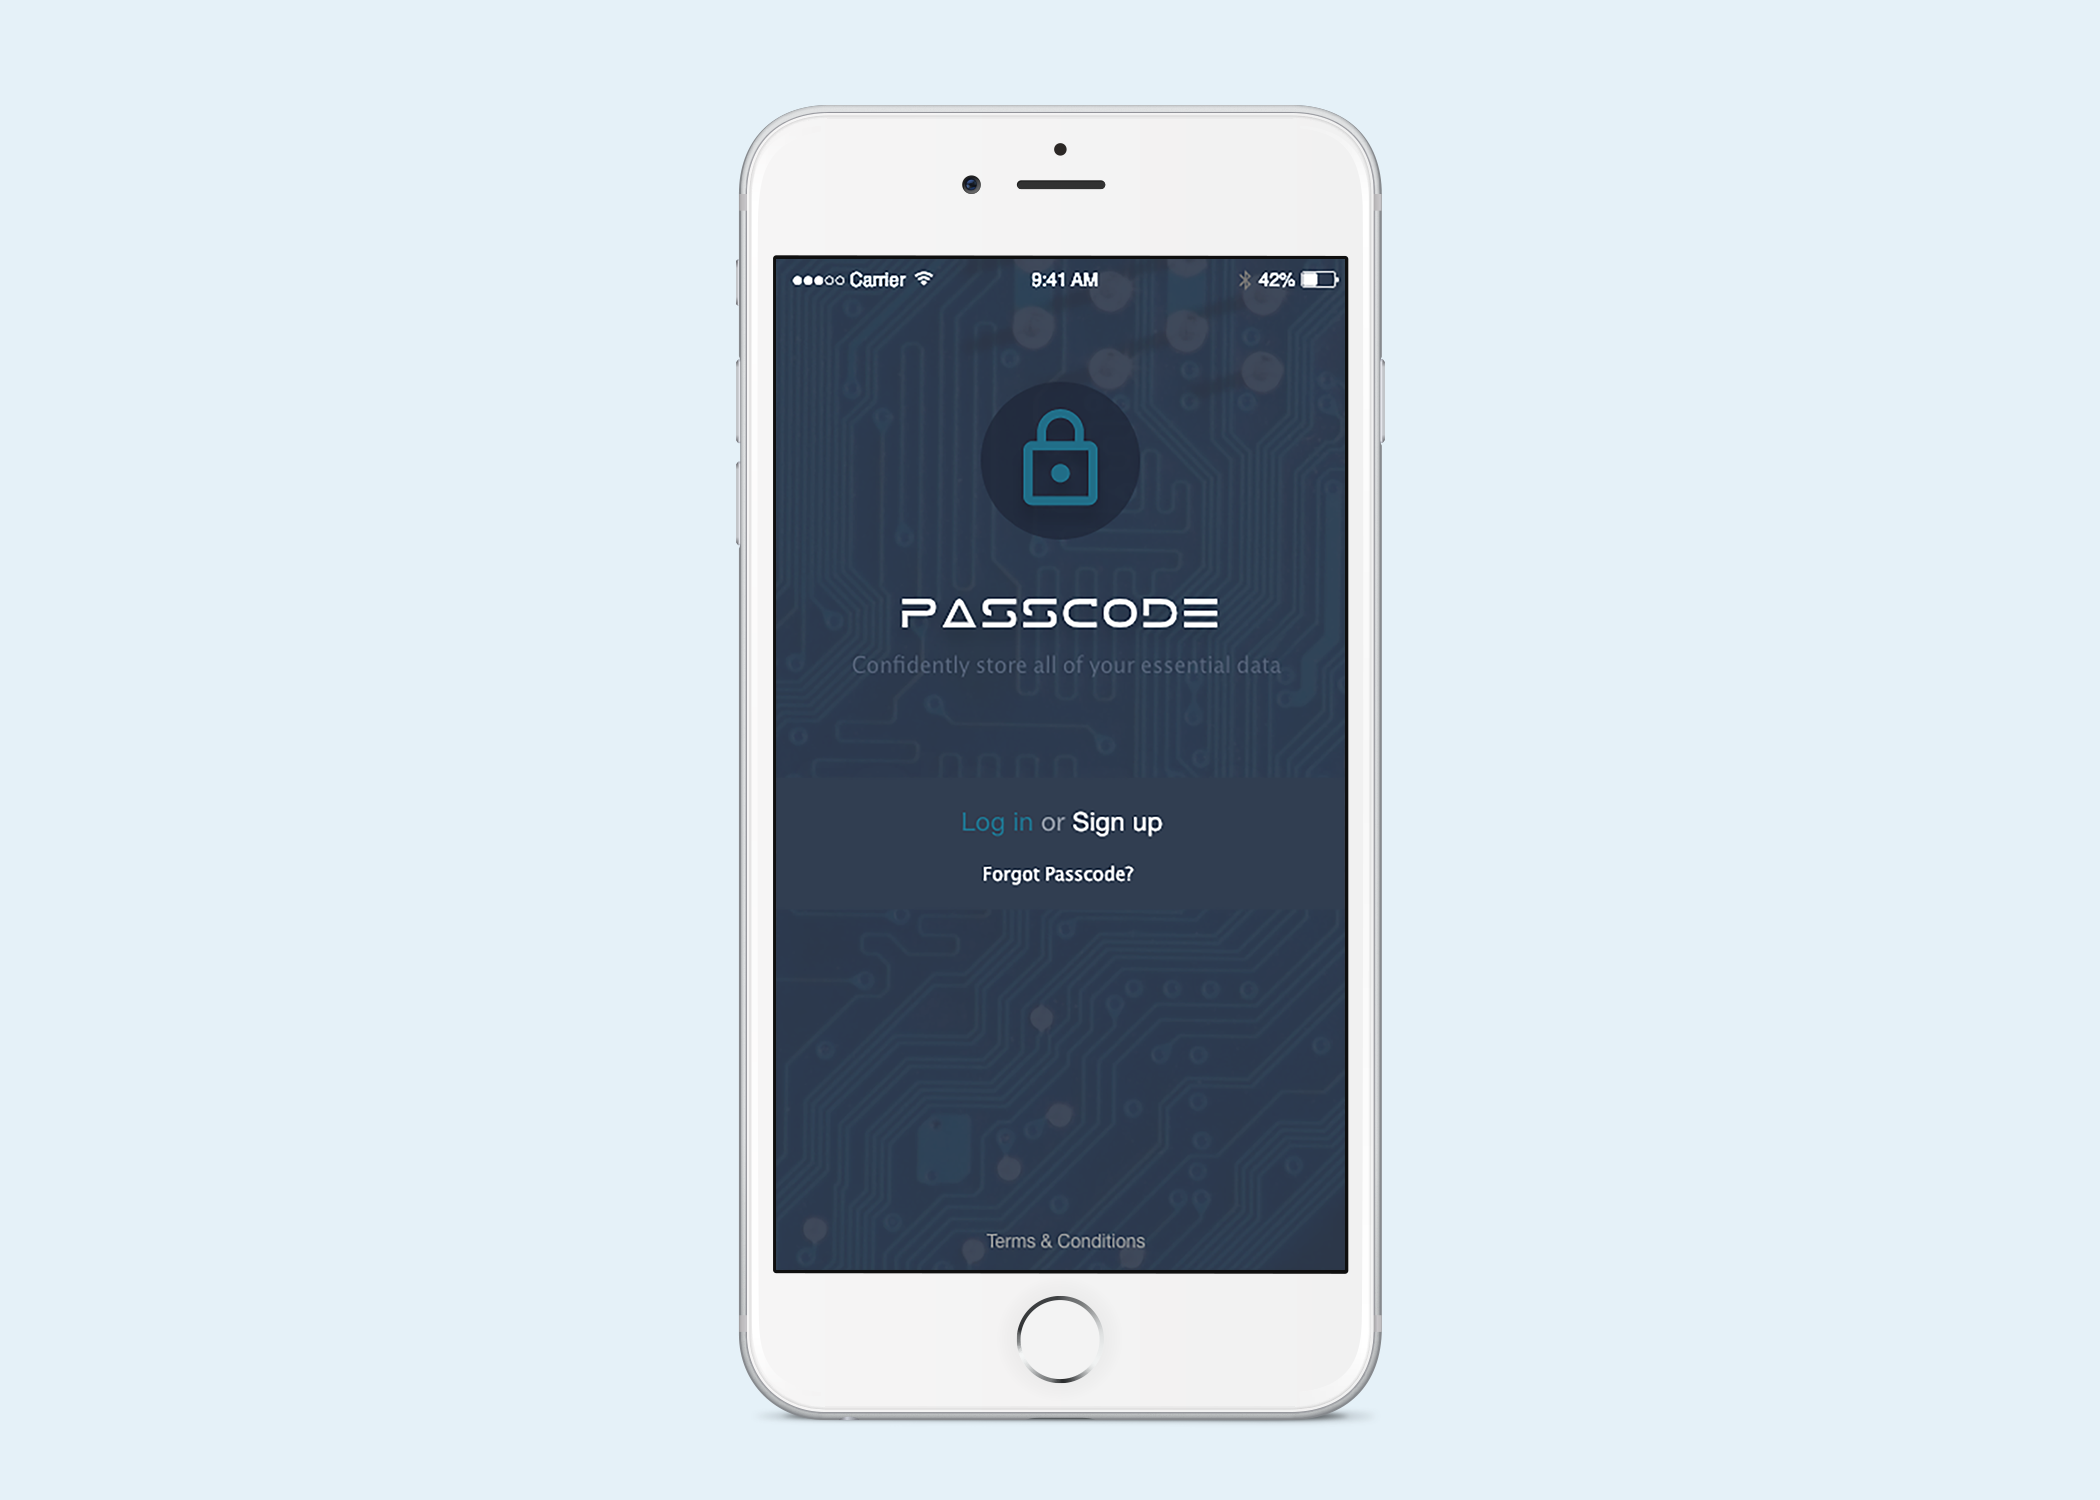 Carrier 9:41 AM 42%
PASSCODE
Confidently store all of your essential data
Log in or Sign up
Forgot Passcode?
Terms & Conditions